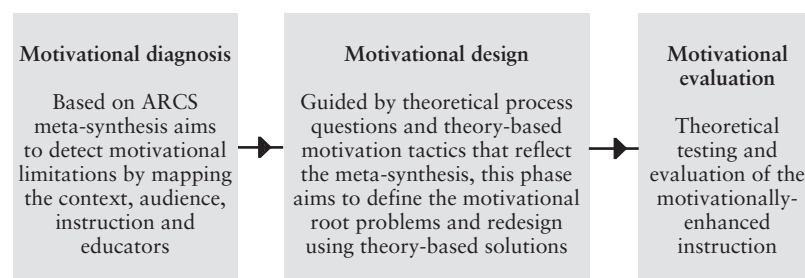 Motivational diagnosis
Based on ARCS
meta-synthesis aims
to detect motivational
limitations by mapping
the context, audience,
instruction and
educators
Motivational design
Guided by theoretical process
questions and theory-based
motivation tactics that reflect
the meta-synthesis, this phase
aims to define the motivational
root problems and redesign
using theory-based solutions
Motivational
evaluation
Theoretical
testing and
evaluation of the
motivationally-
enhanced
instruction